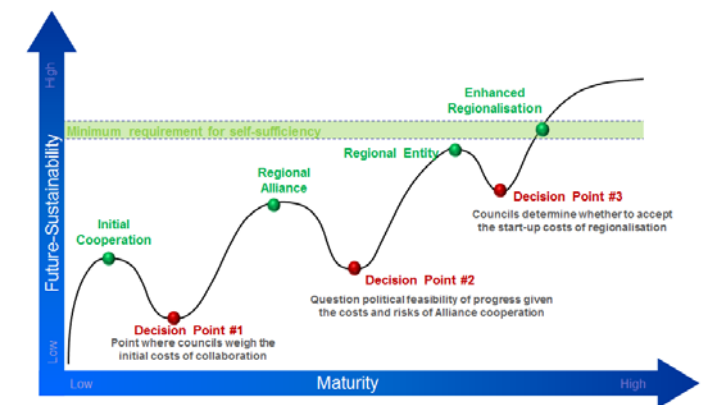 High
Future-Sustainability
Low
Minimum requirement for self-sufficiency
Enhanced
Regionalisation
Regional Entity
Regional
Alliance
Initial
Cooperation
Decision Point #3
Councils determine whether to accept
the start-up costs of regionalisation
Decision Point #2
Question political feasibility of progress given
the costs and risks of Alliance cooperation
Decision Point #1
Point where councils weigh the
initial costs of collaboration
Low
Maturity
High